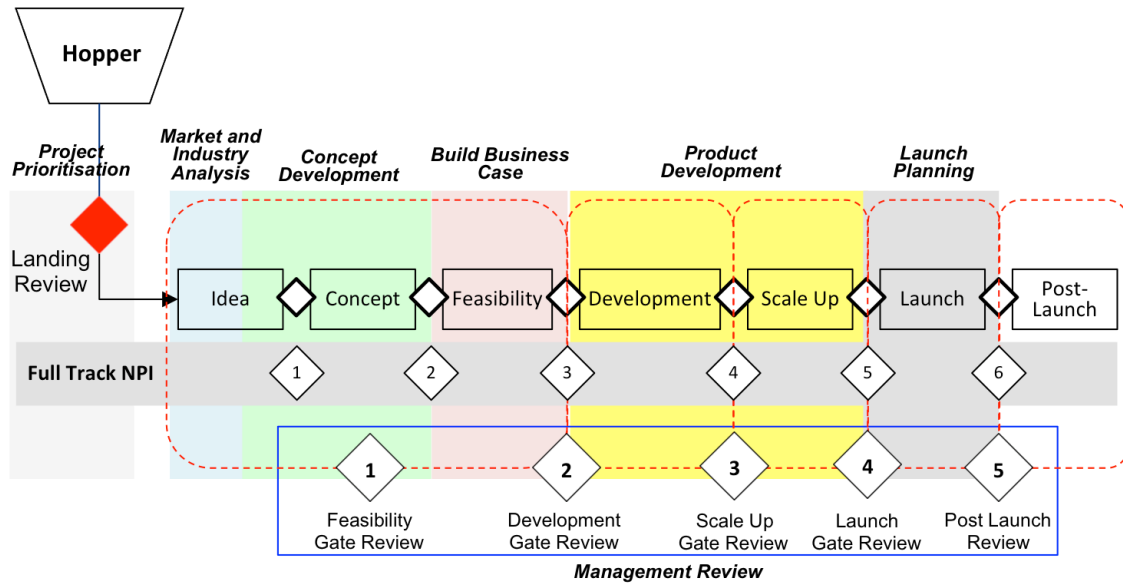 Hopper
Project
Prioritisation
Market and
Industry
Analysis
Concept
Development
Build Business
Case
Product
Development
Launch
Planning
Landing
Review
Idea
Concept
Feasibility
Development
Scale Up
Launch
Post-
Launch
Full Track NPI
1
2
3
4
5
6
1
2
3
4
5
Feasibility
Gate Review
Development
Gate Review
Scale Up
Gate Review
Launch
Gate Review
Post Launch
Review
Management Review